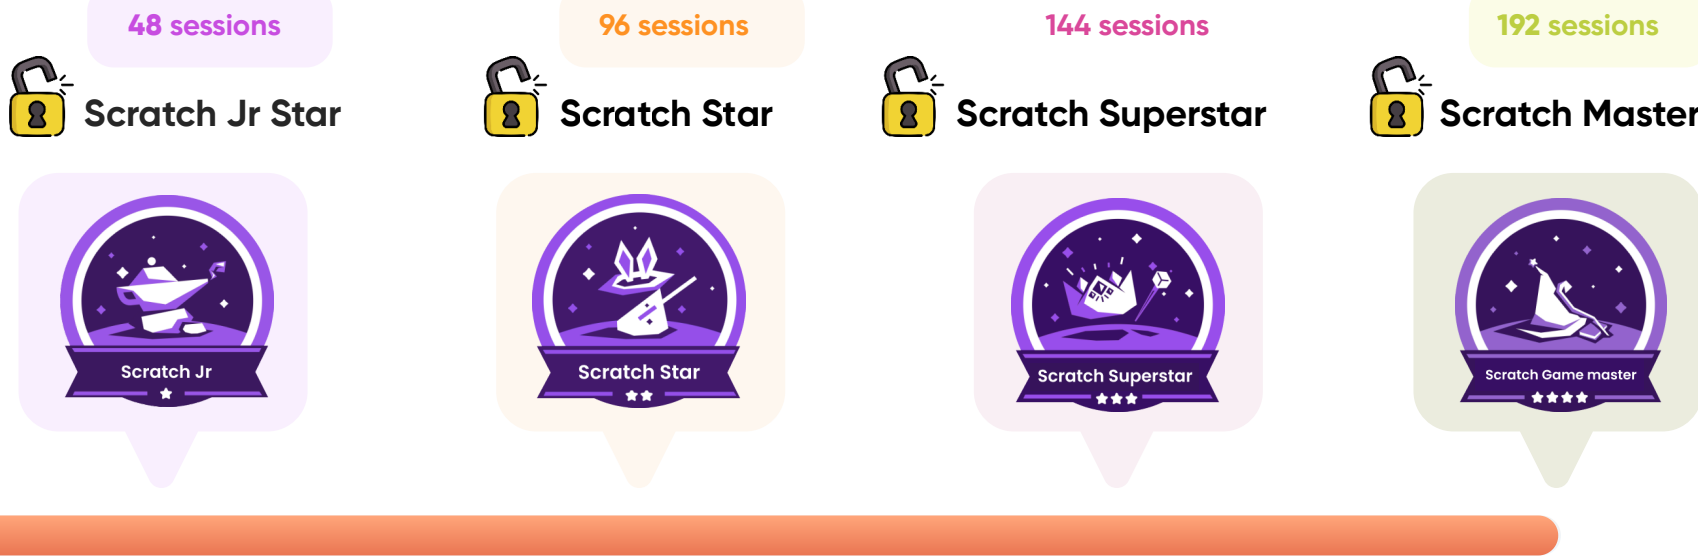 48 sessions
96 sessions
144 sessions
192 sessions
Scratch Jr Star
Scratch Star
Scratch Superstar
Scratch Master
Scratch Jr
Scratch Star
Scratch Superstar
Scratch Game master